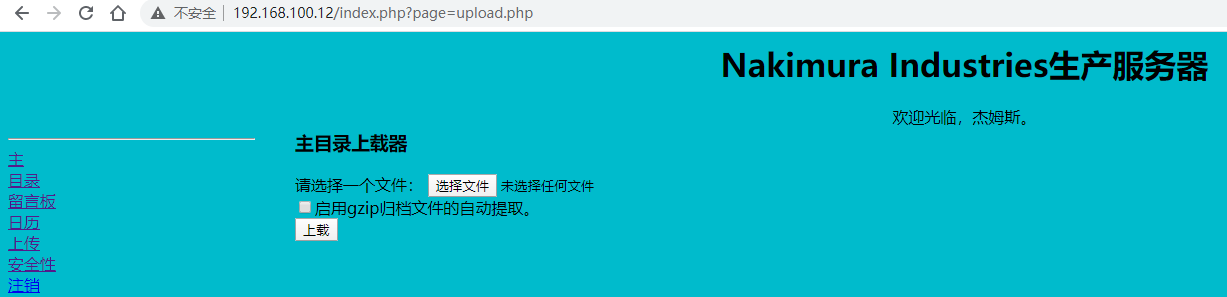 不安全 | 192.168.100.12/index.php?page=upload.php
Nakimura Industries生产服务器
欢迎光临，杰姆斯。
主目录上载器
请选择一个文件： 选择文件 未选择任何文件
启用gzip归档文件的自动提取。
上载
主
目录
留言板
日历
上传
安全性
注销